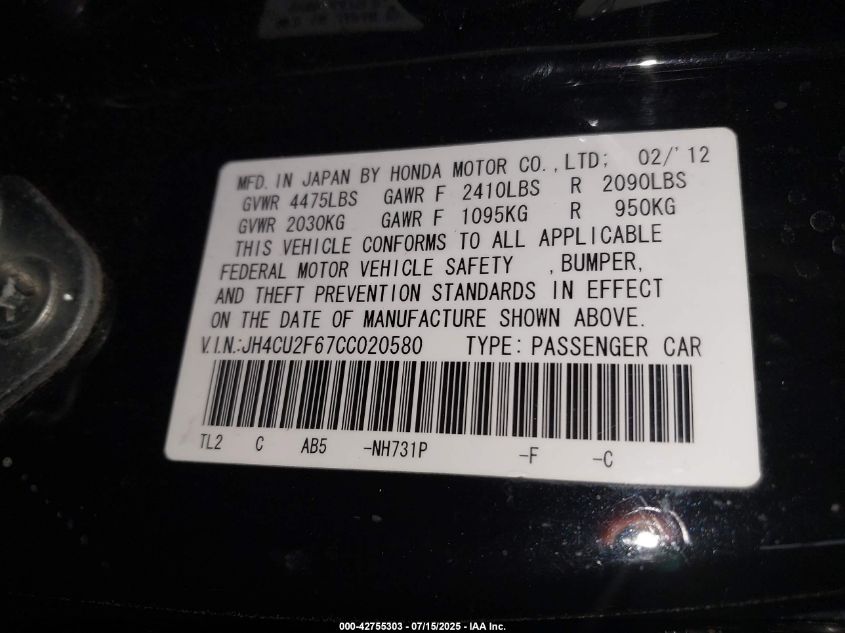 MFD. IN JAPAN BY HONDA MOTOR CO.,LTD; 02/'12
GVWR 4475LBS GAWR F 2410LBS R 2090LBS
GVWR 2030KG GAWR F 1095KG R 950KG
THIS VEHICLE CONFORMS TO ALL APPLICABLE
FEDERAL MOTOR VEHICLE SAFETY , BUMPER,
AND THEFT PREVENTION STANDARDS IN EFFECT
ON THE DATE OF MANUFACTURE SHOWN ABOVE.
V.I.N.:JH4CU2F67CC020580 TYPE: PASSENGER CAR
TL2 C AB5 -NH731P -F -C
000-42755303 - 07/15/2025 - IAA Inc.